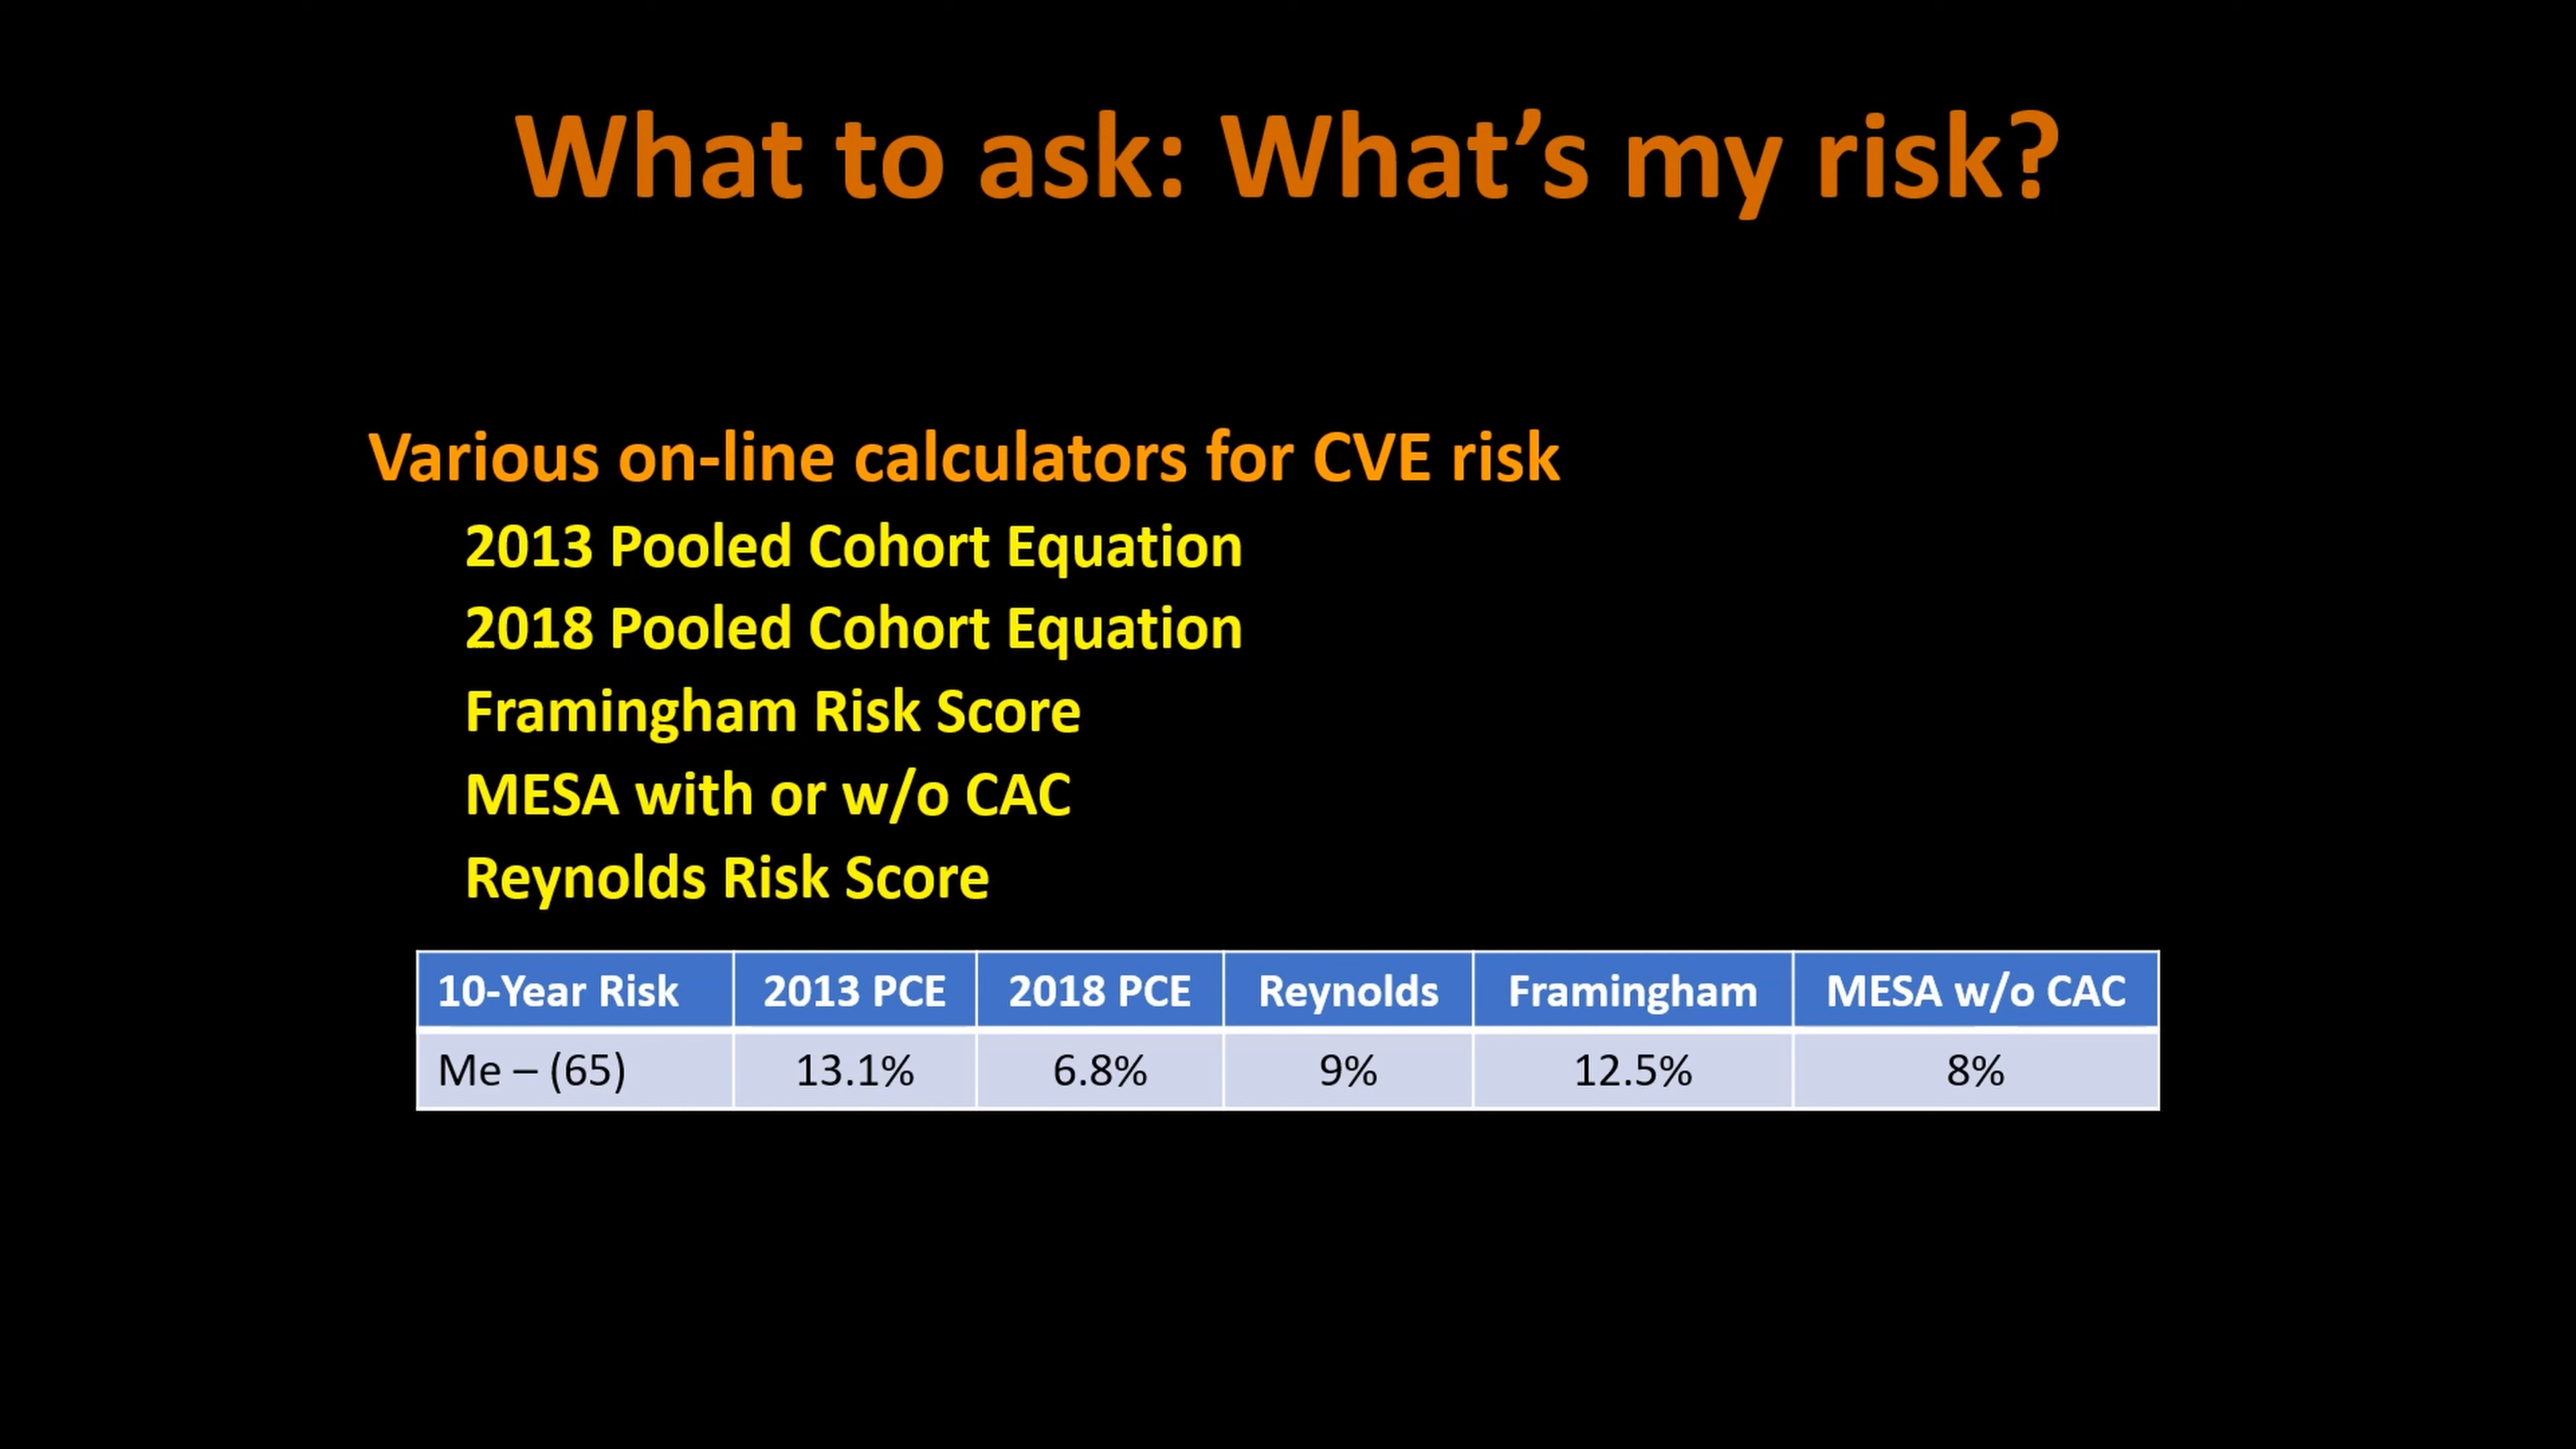 What to ask: What’s my risk?
Various on-line calculators for CVE risk
2013 Pooled Cohort Equation
2018 Pooled Cohort Equation
Framingham Risk Score
MESA with or w/o CAC
Reynolds Risk Score
10-Year Risk 2013 PCE 2018 PCE Reynolds Framingham MESA w/o CAC
Me – (65) 13.1% 6.8% 9% 12.5% 8%